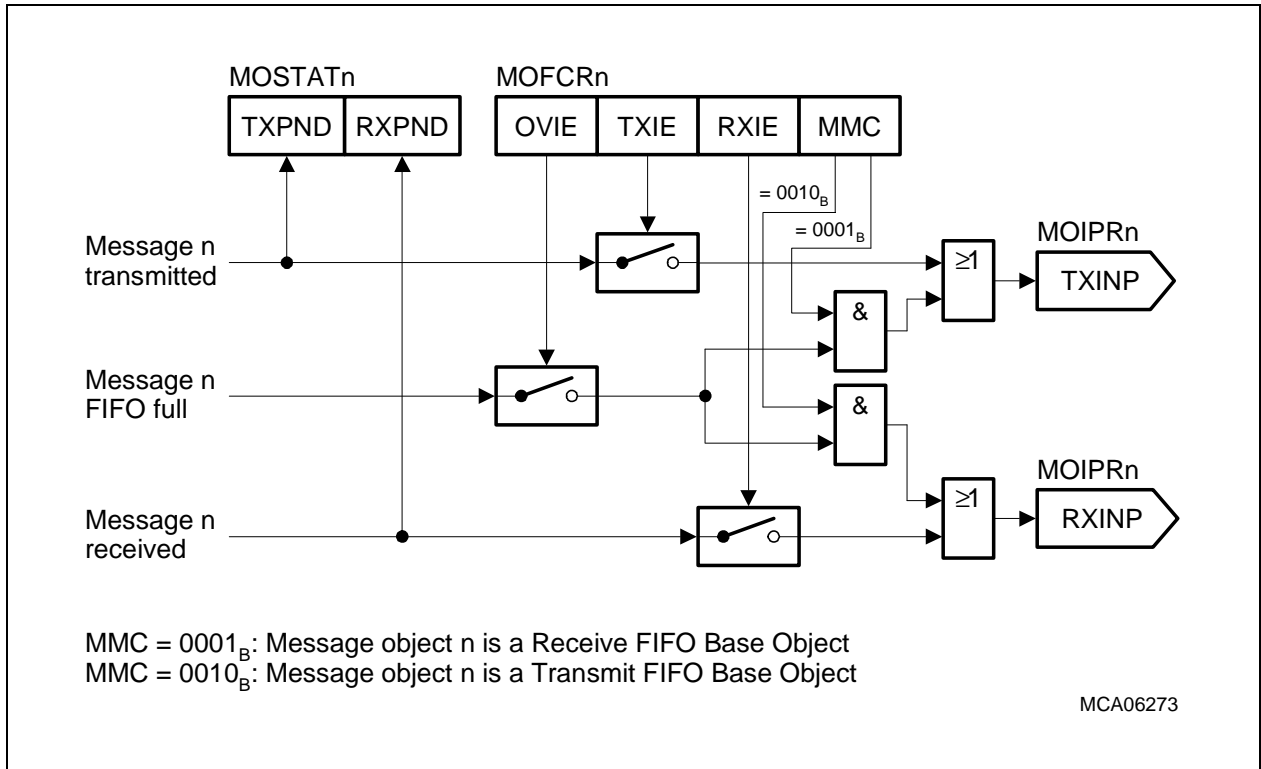 MOSTATn
MOFCRn
TXPND RXPND
OVIE TXIE RXIE MMC
= 0010B
= 0001B
Message n
transmitted
≥1
MOIPRn
TXINP
&
Message n
FIFO full
&
MOIPRn
≥1
RXINP
Message n
received
MMC = 0001B: Message object n is a Receive FIFO Base Object
MMC = 0010B: Message object n is a Transmit FIFO Base Object
MCA06273